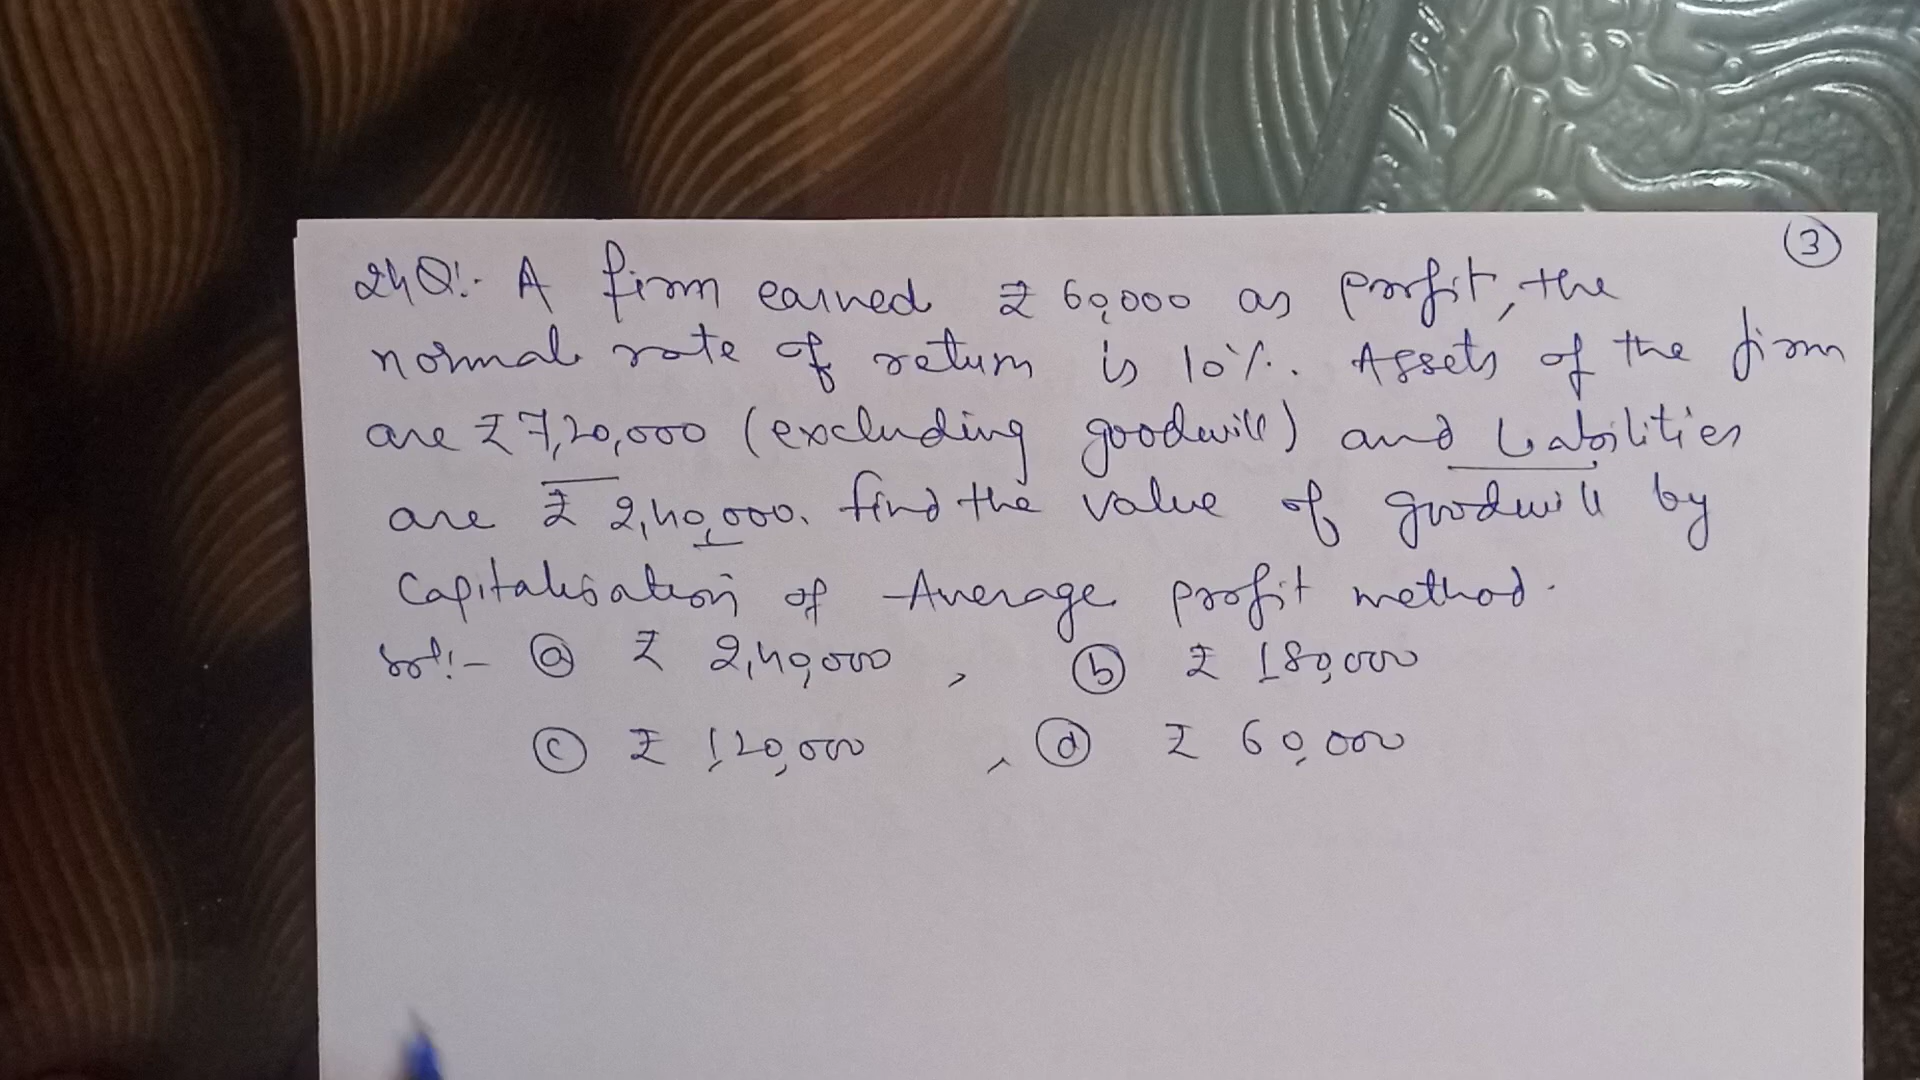 3
24Q:- A firm earned ₹ 60,000 as profit, the
normal rate of return is 10%. Assets of the firm
are ₹7,20,000 (excluding goodwill) and Liabilities
are ₹ 2,40,000. find the value of goodwill by
Capitalisation of Average profit method.
Sol:- (a) ₹ 2,40,000 , (b) ₹ 180,000
(c) ₹ 120,000 , (d) ₹ 60,000